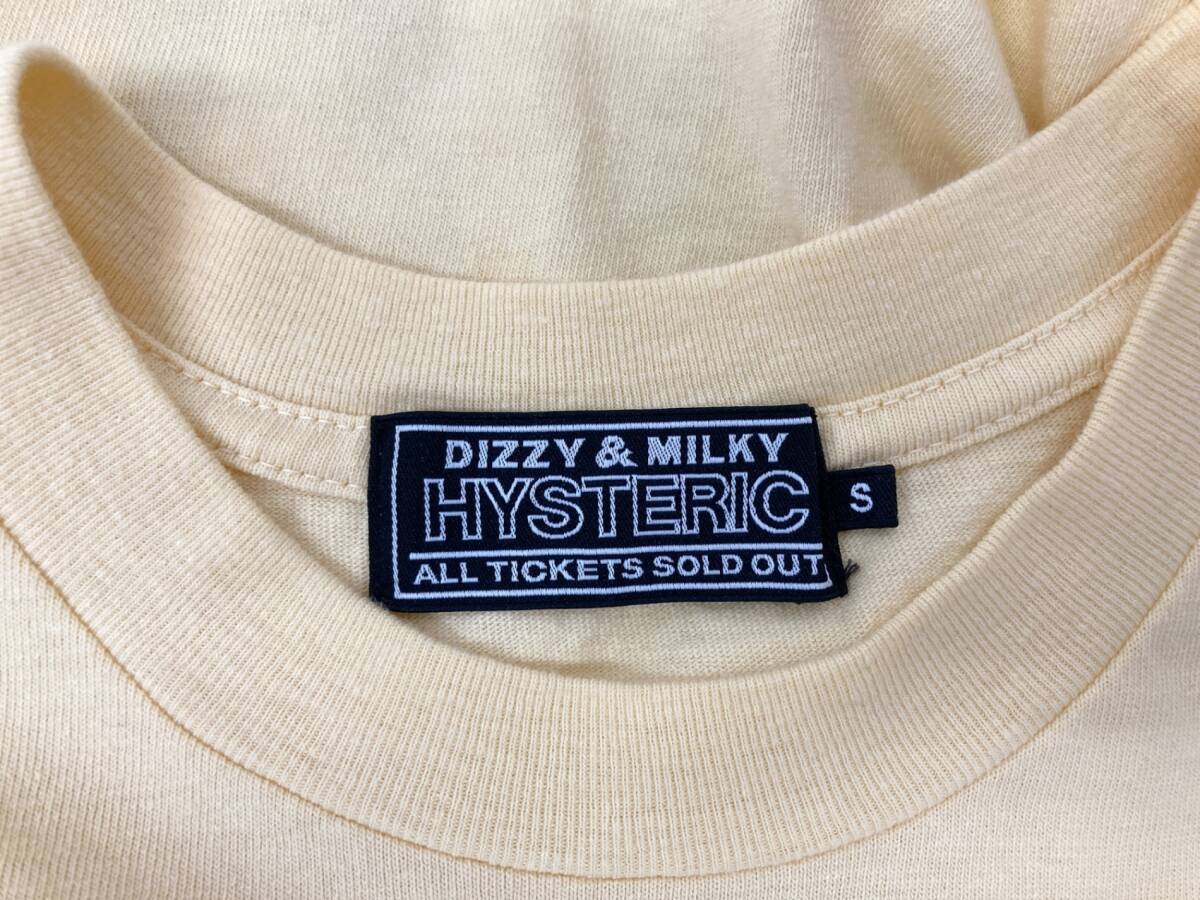 DIZZY & MILKY
HYSTERIC
ALL TICKETS SOLD OUT
S